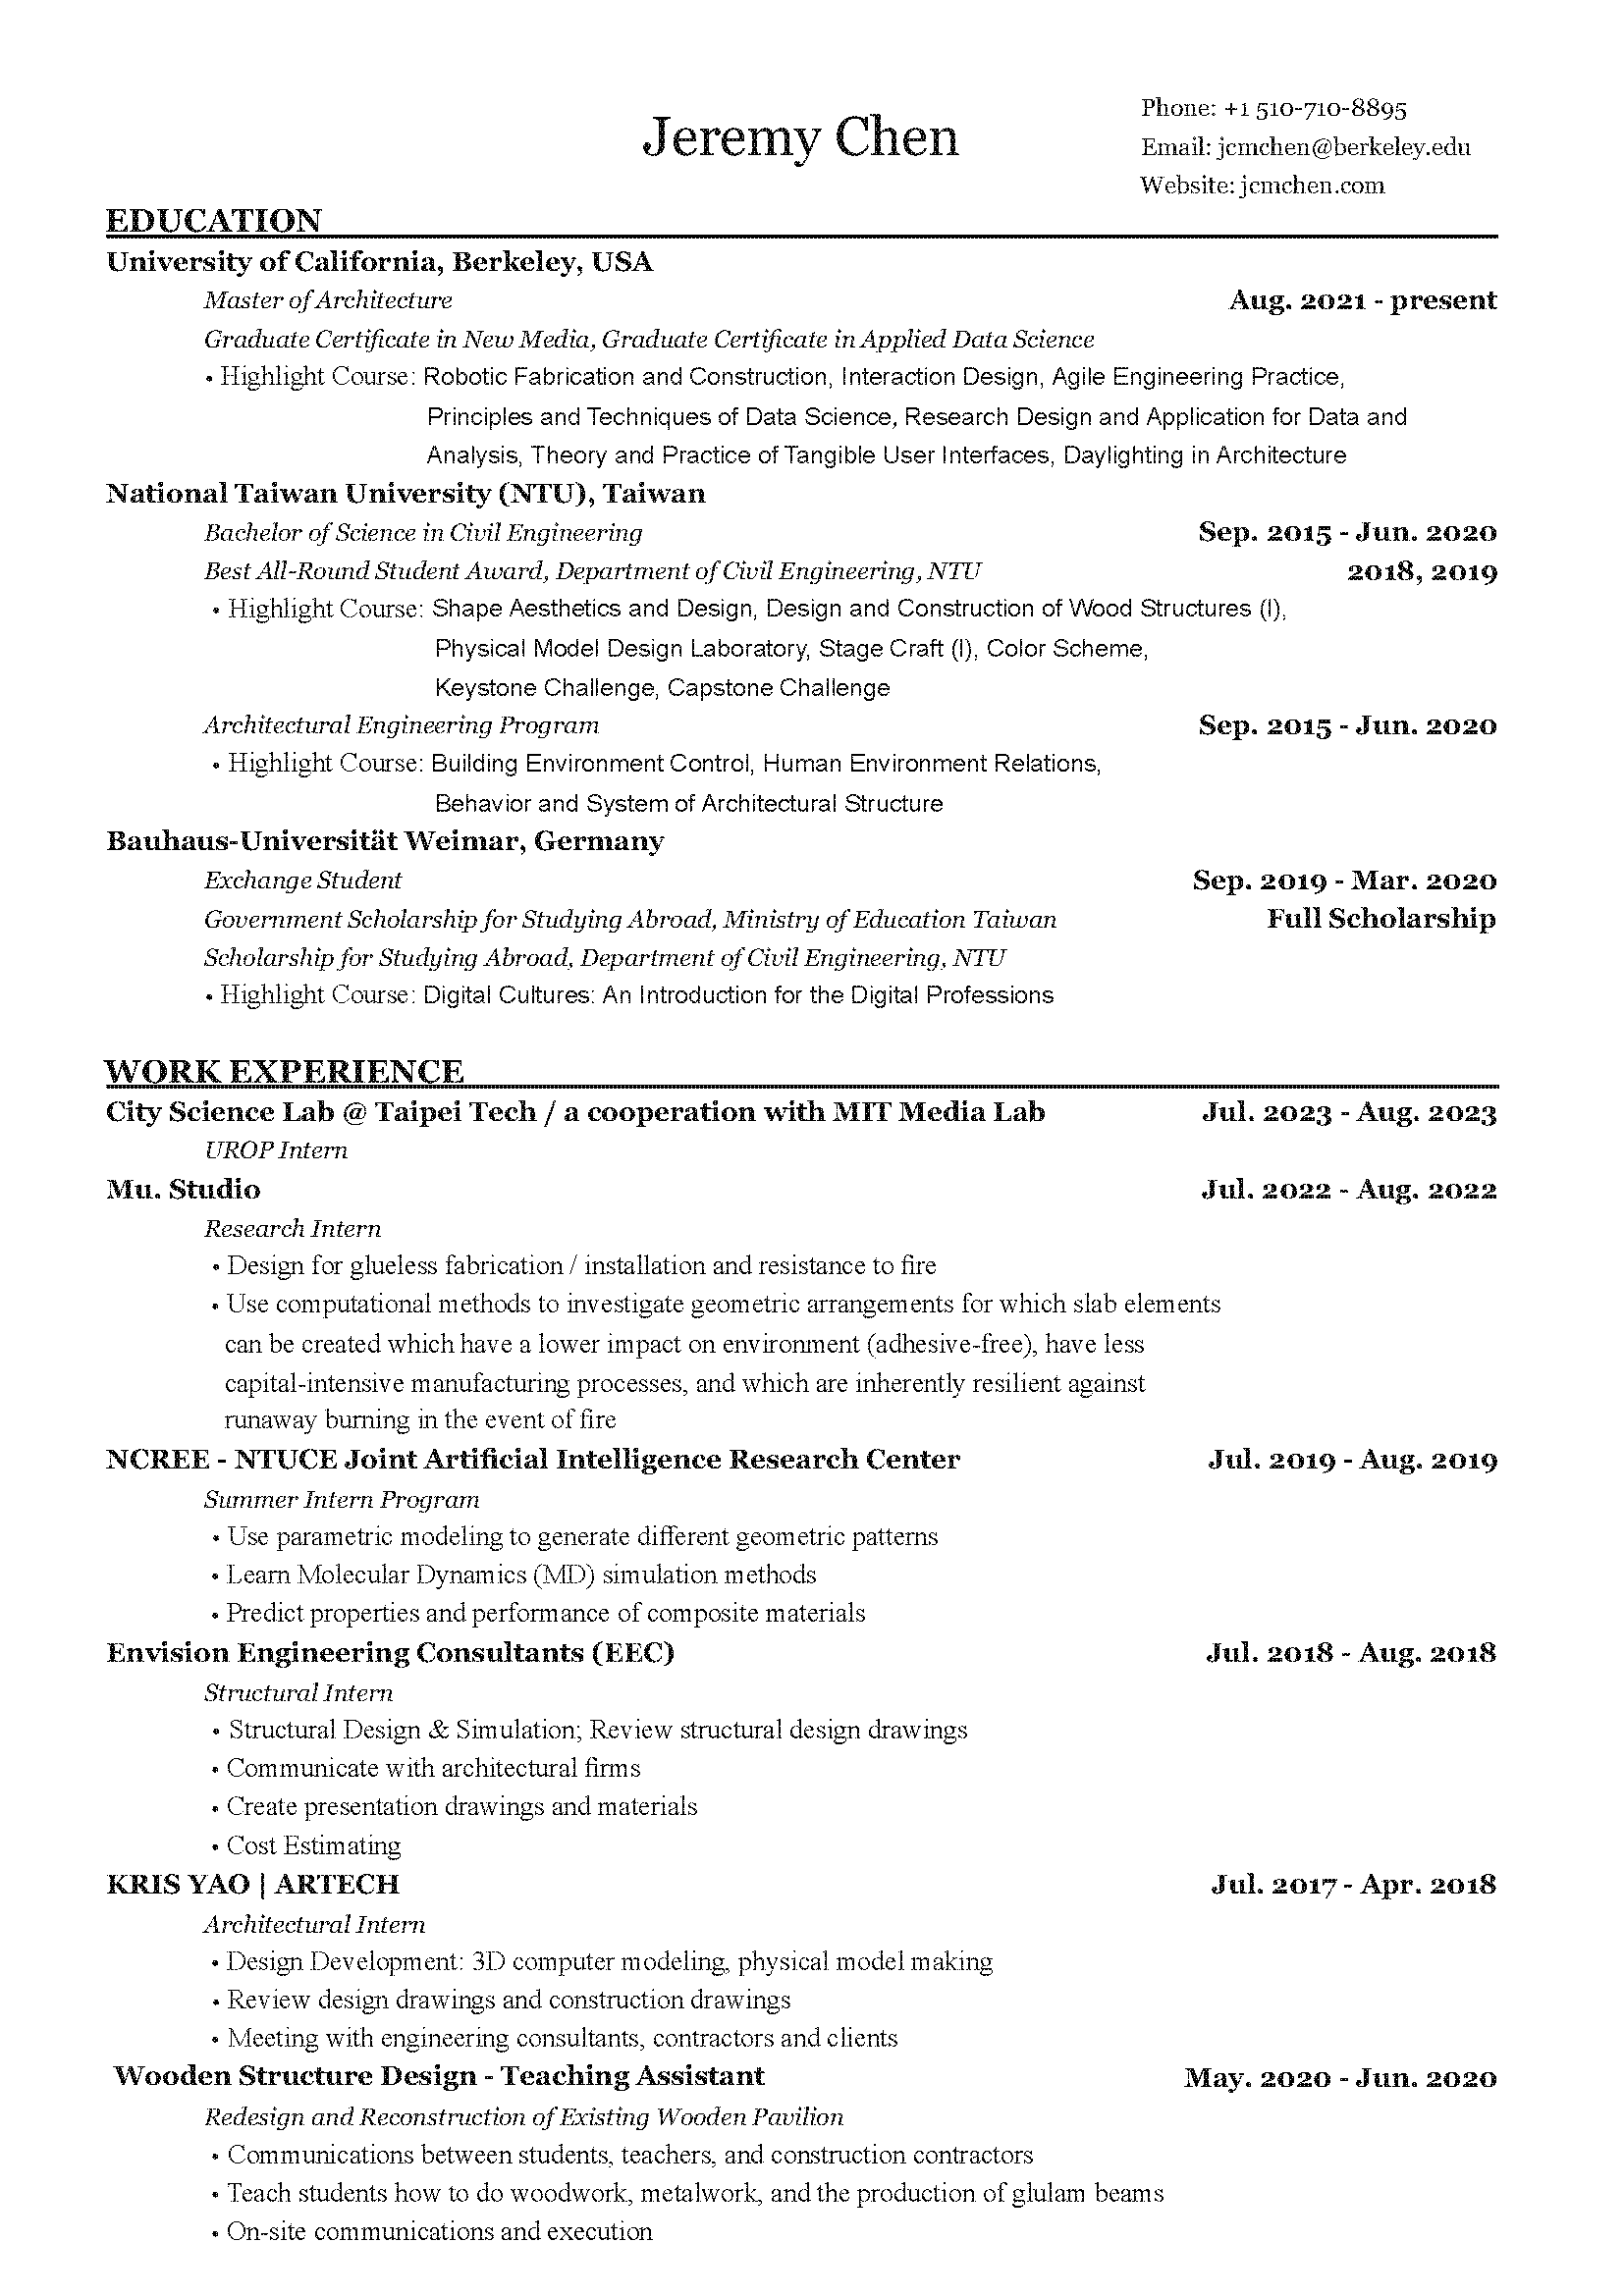 Jeremy Chen
Phone: +1 510-710-8895
Email: jcmchen@berkeley.edu
Website: jcmchen.com
EDUCATION
University of California, Berkeley, USA
Master of Architecture Aug. 2021 - present
Graduate Certificate in New Media, Graduate Certificate in Applied Data Science
• Highlight Course: Robotic Fabrication and Construction, Interaction Design, Agile Engineering Practice,
Principles and Techniques of Data Science, Research Design and Application for Data and
Analysis, Theory and Practice of Tangible User Interfaces, Daylighting in Architecture
National Taiwan University (NTU), Taiwan
Bachelor of Science in Civil Engineering Sep. 2015 - Jun. 2020
Best All-Round Student Award, Department of Civil Engineering, NTU 2018, 2019
• Highlight Course: Shape Aesthetics and Design, Design and Construction of Wood Structures (I),
Physical Model Design Laboratory, Stage Craft (I), Color Scheme,
Keystone Challenge, Capstone Challenge
Architectural Engineering Program Sep. 2015 - Jun. 2020
• Highlight Course: Building Environment Control, Human Environment Relations,
Behavior and System of Architectural Structure
Bauhaus-Universität Weimar, Germany
Exchange Student Sep. 2019 - Mar. 2020
Government Scholarship for Studying Abroad, Ministry of Education Taiwan Full Scholarship
Scholarship for Studying Abroad, Department of Civil Engineering, NTU
• Highlight Course: Digital Cultures: An Introduction for the Digital Professions
WORK EXPERIENCE
City Science Lab @ Taipei Tech / a cooperation with MIT Media Lab Jul. 2023 - Aug. 2023
UROP Intern
Mu. Studio Jul. 2022 - Aug. 2022
Research Intern
• Design for glueless fabrication / installation and resistance to fire
• Use computational methods to investigate geometric arrangements for which slab elements
can be created which have a lower impact on environment (adhesive-free), have less
capital-intensive manufacturing processes, and which are inherently resilient against
runaway burning in the event of fire
NCREE - NTUCE Joint Artificial Intelligence Research Center Jul. 2019 - Aug. 2019
Summer Intern Program
• Use parametric modeling to generate different geometric patterns
• Learn Molecular Dynamics (MD) simulation methods
• Predict properties and performance of composite materials
Envision Engineering Consultants (EEC) Jul. 2018 - Aug. 2018
Structural Intern
• Structural Design & Simulation; Review structural design drawings
• Communicate with architectural firms
• Create presentation drawings and materials
• Cost Estimating
KRIS YAO | ARTECH Jul. 2017 - Apr. 2018
Architectural Intern
• Design Development: 3D computer modeling, physical model making
• Review design drawings and construction drawings
• Meeting with engineering consultants, contractors and clients
Wooden Structure Design - Teaching Assistant May. 2020 - Jun. 2020
Redesign and Reconstruction of Existing Wooden Pavilion
• Communications between students, teachers, and construction contractors
• Teach students how to do woodwork, metalwork, and the production of glulam beams
• On-site communications and execution